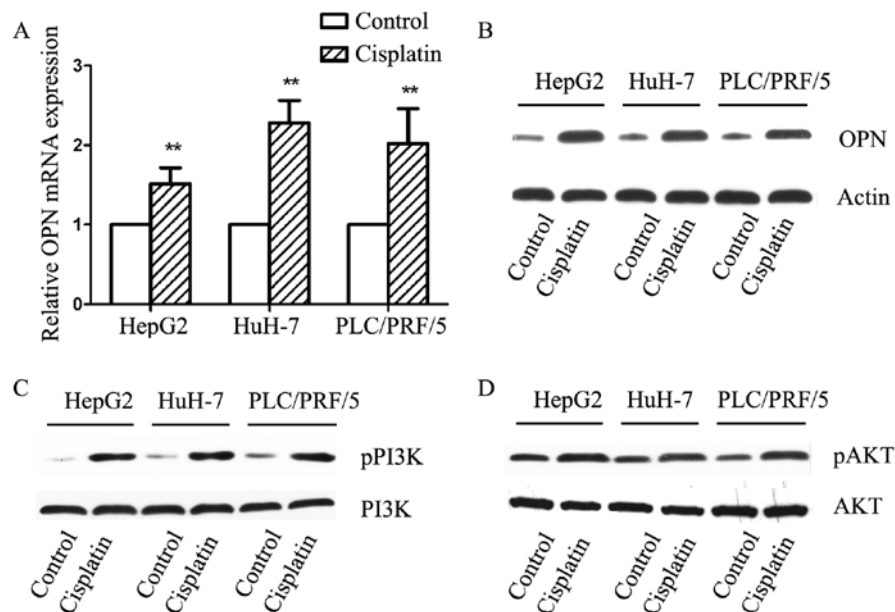 A
Control
Cisplatin
Relative OPN mRNA expression
3
2
1
0
**
**
**
HepG2 HuH-7 PLC/PRF/5
B
HepG2 HuH-7 PLC/PRF/5
OPN
Actin
Control Cisplatin Control Cisplatin Control Cisplatin
C
HepG2 HuH-7 PLC/PRF/5
pPI3K
PI3K
Control Cisplatin Control Cisplatin Control Cisplatin
D
HepG2 HuH-7 PLC/PRF/5
pAKT
AKT
Control Cisplatin Control Cisplatin Control Cisplatin